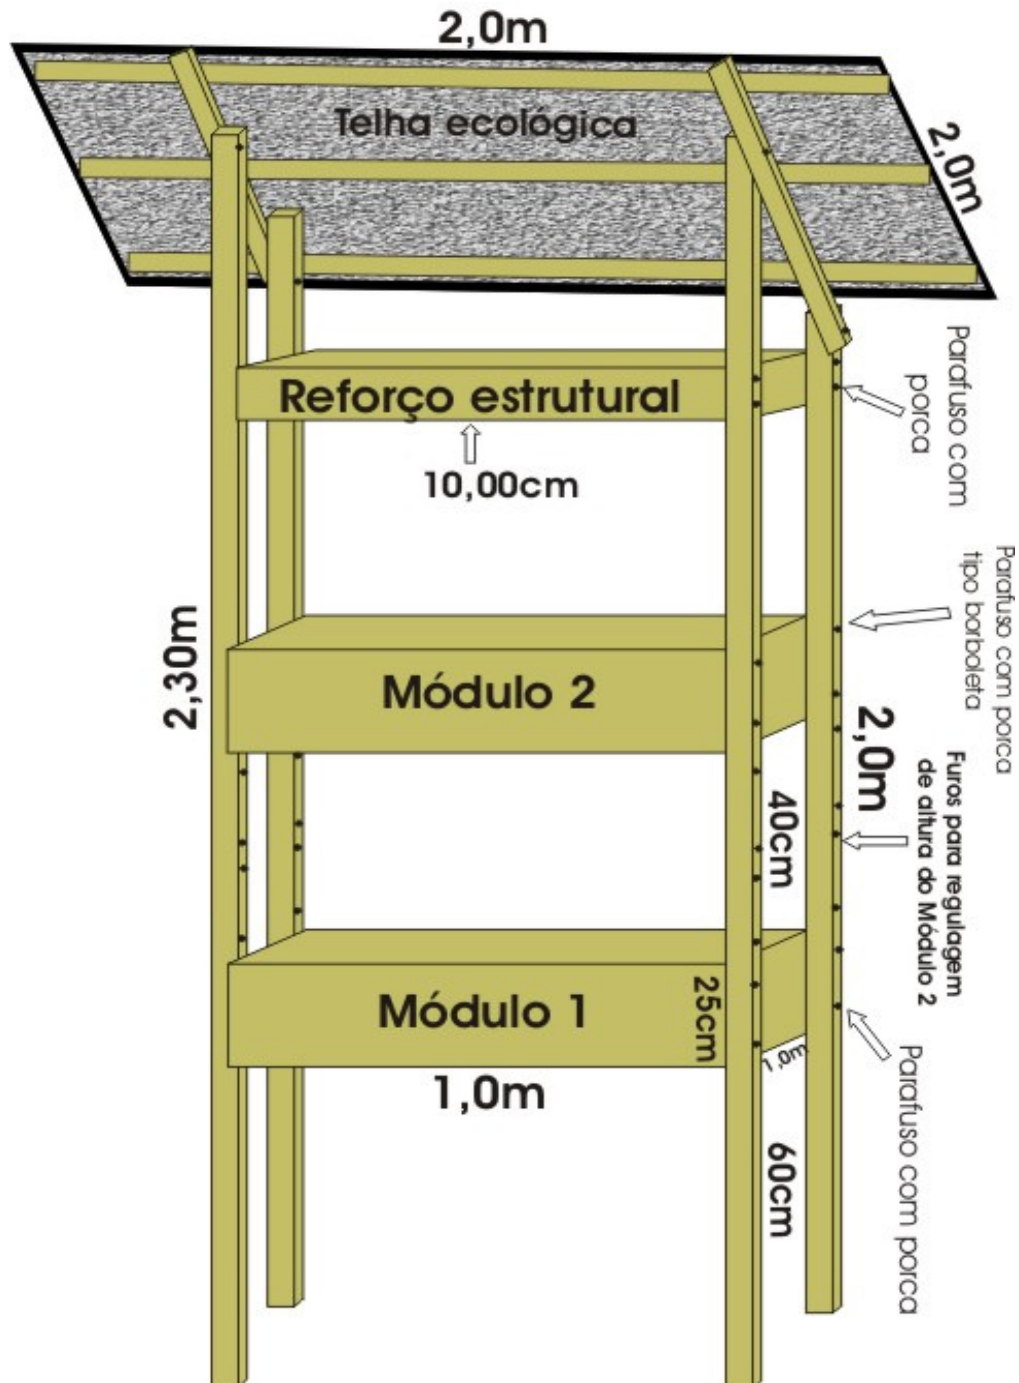 2,0m
Telha ecológica
2,0m
Reforço estrutural
10,00cm
Parafuso com
porca
Parafuso com porca
tipo borboleta
2,30m
Módulo 2
2,0m
40cm
Furos para regulagem
de altura do Módulo 2
Módulo 1
25cm
1,0m
1,0m
60cm
Parafuso com porca